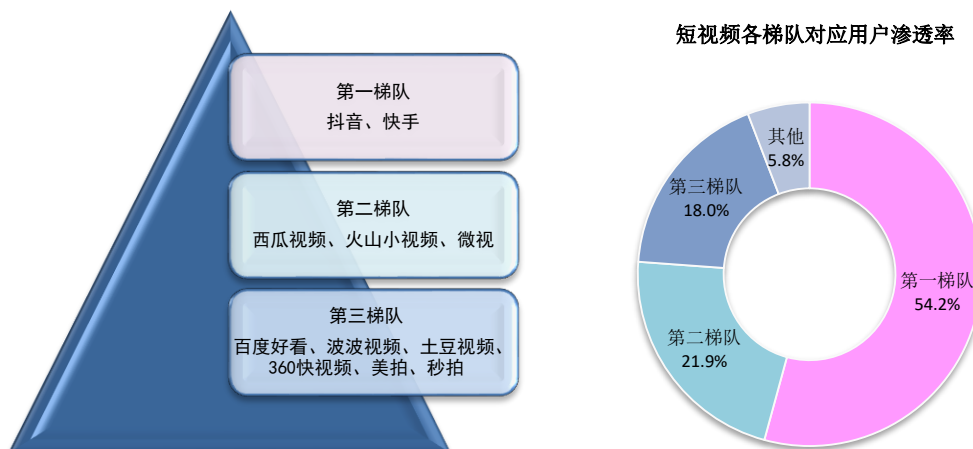 第一梯队
抖音、快手
第二梯队
西瓜视频、火山小视频、微视
第三梯队
百度好看、波波视频、土豆视频、
360快视频、美拍、秒拍
短视频各梯队对应用户渗透率
其他
5.8%
第三梯队
18.0%
第一梯队
54.2%
第二梯队
21.9%